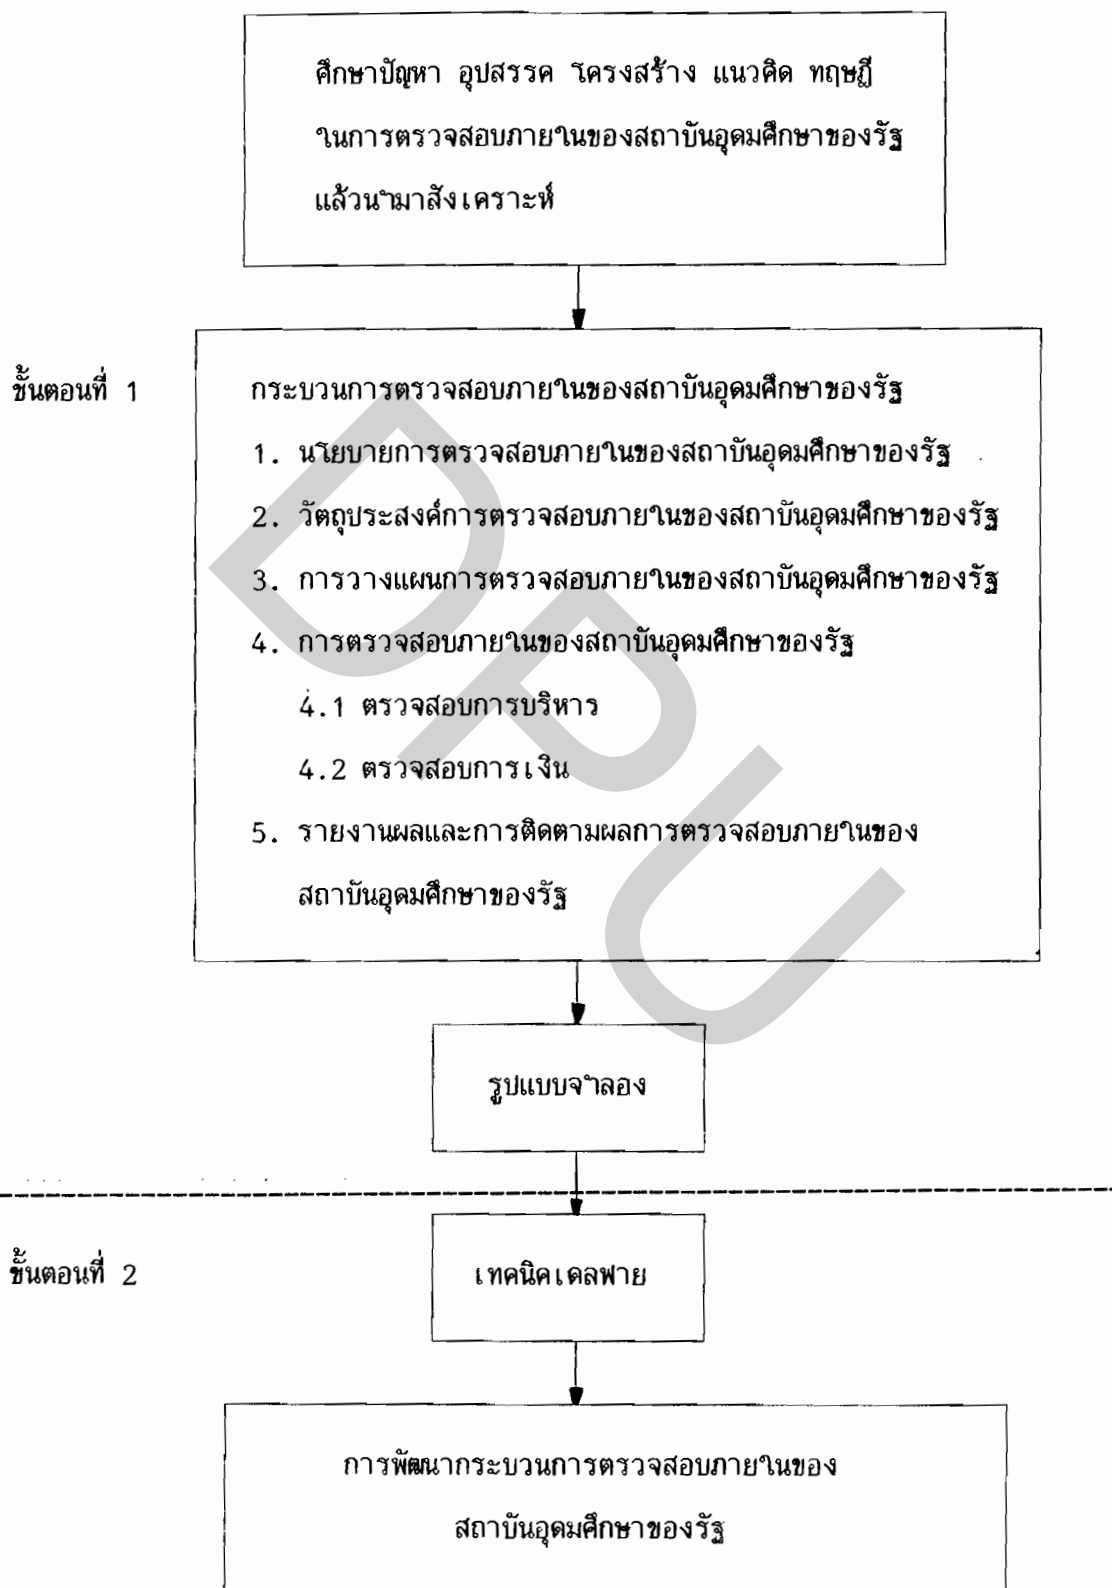 ศึกษาปัญหา อุปสรรค โครงสร้าง แนวคิด ทฤษฎี
ในการตรวจสอบภายในของสถาบันอุดมศึกษาของรัฐ
แล้วนำมาสังเคราะห์
ขั้นตอนที่ 1
กระบวนการตรวจสอบภายในของสถาบันอุดมศึกษาของรัฐ
1. นโยบายการตรวจสอบภายในของสถาบันอุดมศึกษาของรัฐ
2. วัตถุประสงค์การตรวจสอบภายในของสถาบันอุดมศึกษาของรัฐ
3. การวางแผนการตรวจสอบภายในของสถาบันอุดมศึกษาของรัฐ
4. การตรวจสอบภายในของสถาบันอุดมศึกษาของรัฐ
4.1 ตรวจสอบการบริหาร
4.2 ตรวจสอบการเงิน
5. รายงานผลและการติดตามผลการตรวจสอบภายในของ
สถาบันอุดมศึกษาของรัฐ
DPU
รูปแบบจำลอง
ขั้นตอนที่ 2
เทคนิคเดลฟาย
การพัฒนากระบวนการตรวจสอบภายในของ
สถาบันอุดมศึกษาของรัฐ